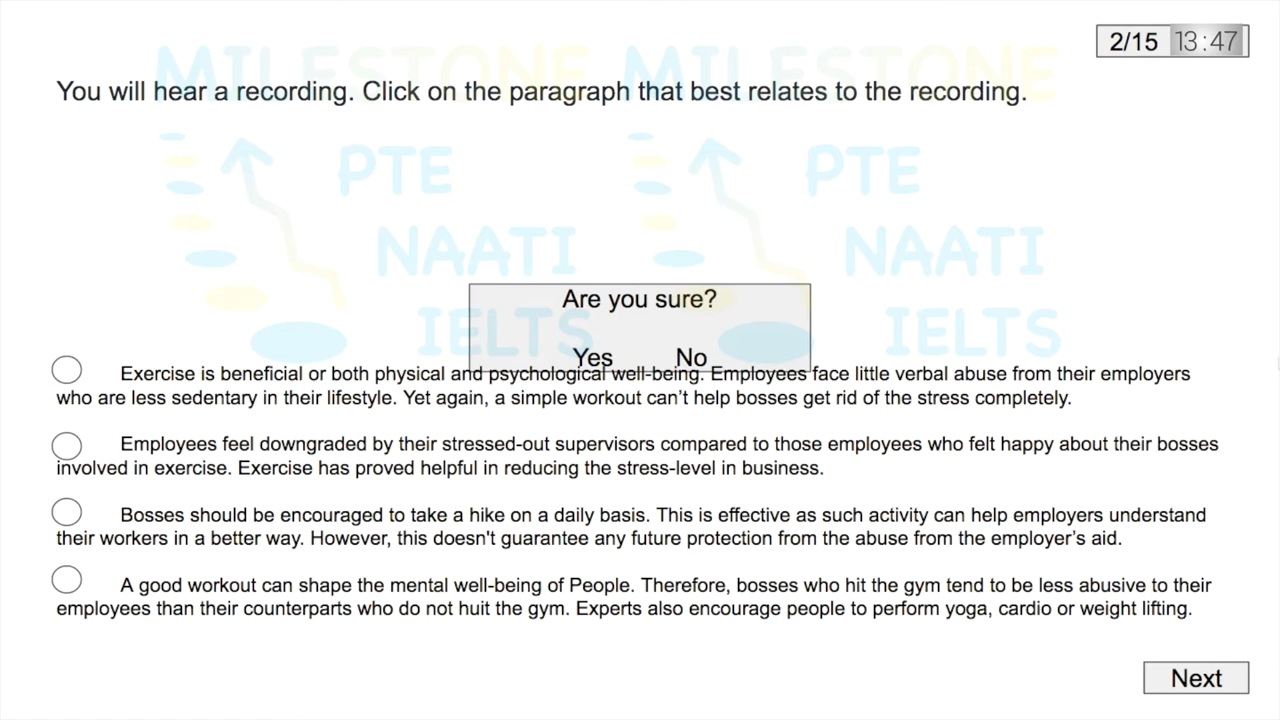 2/15 13:47
MILESTONE MILESTONE
You will hear a recording. Click on the paragraph that best relates to the recording.
PTE PTE
NAATI NAATI
IELTS IELTS
Are you sure?
Yes No
Exercise is beneficial or both physical and psychological well-being. Employees face little verbal abuse from their employers
who are less sedentary in their lifestyle. Yet again, a simple workout can't help bosses get rid of the stress completely.
Employees feel downgraded by their stressed-out supervisors compared to those employees who felt happy about their bosses
involved in exercise. Exercise has proved helpful in reducing the stress-level in business.
Bosses should be encouraged to take a hike on a daily basis. This is effective as such activity can help employers understand
their workers in a better way. However, this doesn't guarantee any future protection from the abuse from the employer’s aid.
A good workout can shape the mental well-being of People. Therefore, bosses who hit the gym tend to be less abusive to their
employees than their counterparts who do not huit the gym. Experts also encourage people to perform yoga, cardio or weight lifting.
Next